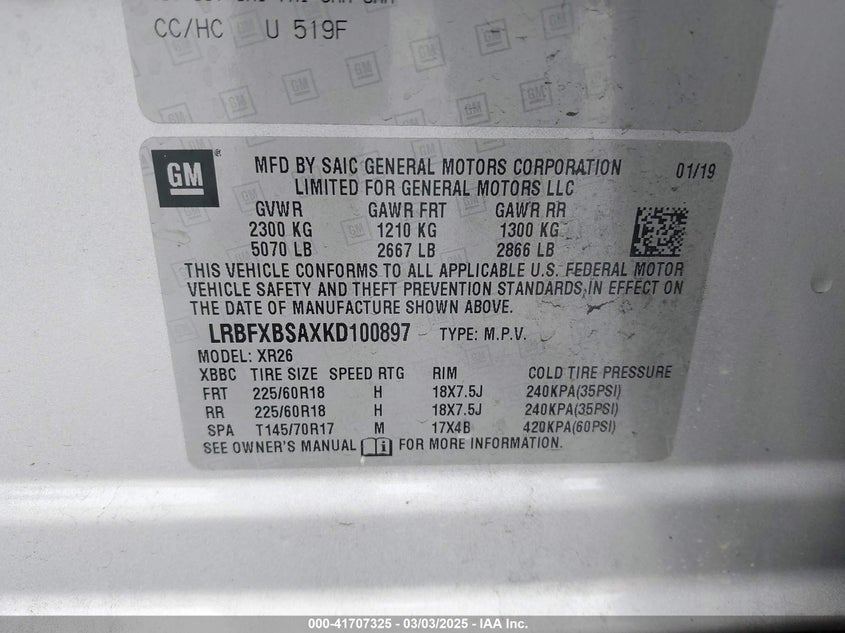 CC/HC U 519F
GM
GM ® MFD BY SAIC GENERAL MOTORS CORPORATION 01/19
LIMITED FOR GENERAL MOTORS LLC
GVWR GAWR FRT GAWR RR
2300 KG 1210 KG 1300 KG
5070 LB 2667 LB 2866 LB
THIS VEHICLE CONFORMS TO ALL APPLICABLE U.S. FEDERAL MOTOR
VEHICLE SAFETY AND THEFT PREVENTION STANDARDS IN EFFECT ON
THE DATE OF MANUFACTURE SHOWN ABOVE.
LRBFXBSAXKD100897 TYPE: M.P.V.
MODEL: XR26
XBBC TIRE SIZE SPEED RTG RIM COLD TIRE PRESSURE
FRT 225/60R18 H 18X7.5J 240KPA(35PSI)
RR 225/60R18 H 18X7.5J 240KPA(35PSI)
SPA T145/70R17 M 17X4B 420KPA(60PSI)
SEE OWNER'S MANUAL i FOR MORE INFORMATION.
000-41707325 - 03/03/2025 - IAA Inc.